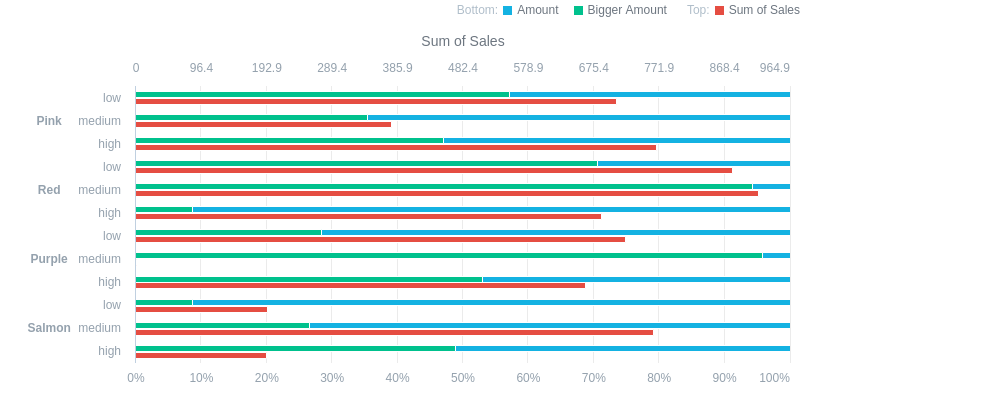 Bottom: Amount Bigger Amount Top: Sum of Sales
Sum of Sales
0 96.4 192.9 289.4 385.9 482.4 578.9 675.4 771.9 868.4 964.9
low
Pink medium
high
low
Red medium
high
low
Purple medium
high
low
Salmon medium
high
0% 10% 20% 30% 40% 50% 60% 70% 80% 90% 100%